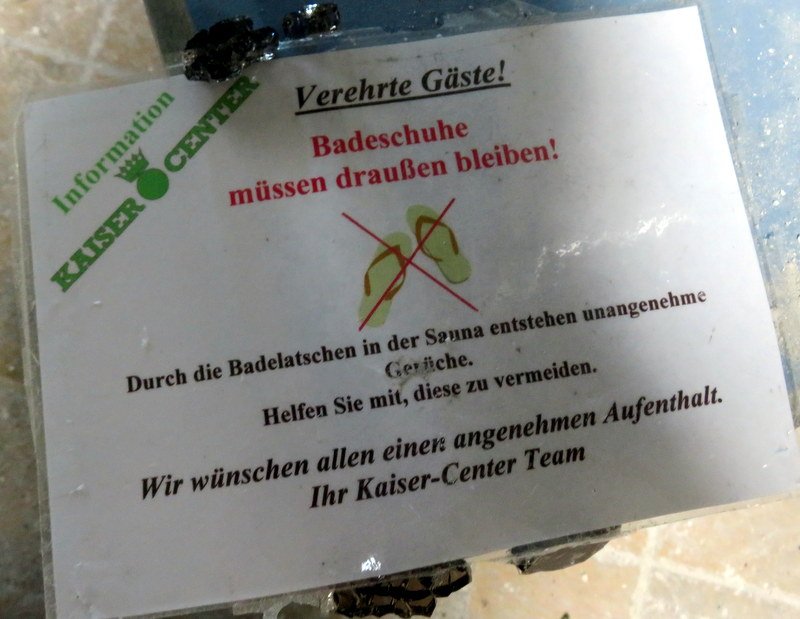 Information
KAISER CENTER
Verehrte Gäste!
Badeschuhe
müssen draußen bleiben!
Durch die Badelatschen in der Sauna entstehen unangenehme
Gerüche.
Helfen Sie mit, diese zu vermeiden.
Wir wünschen allen einen angenehmen Aufenthalt.
Ihr Kaiser-Center Team